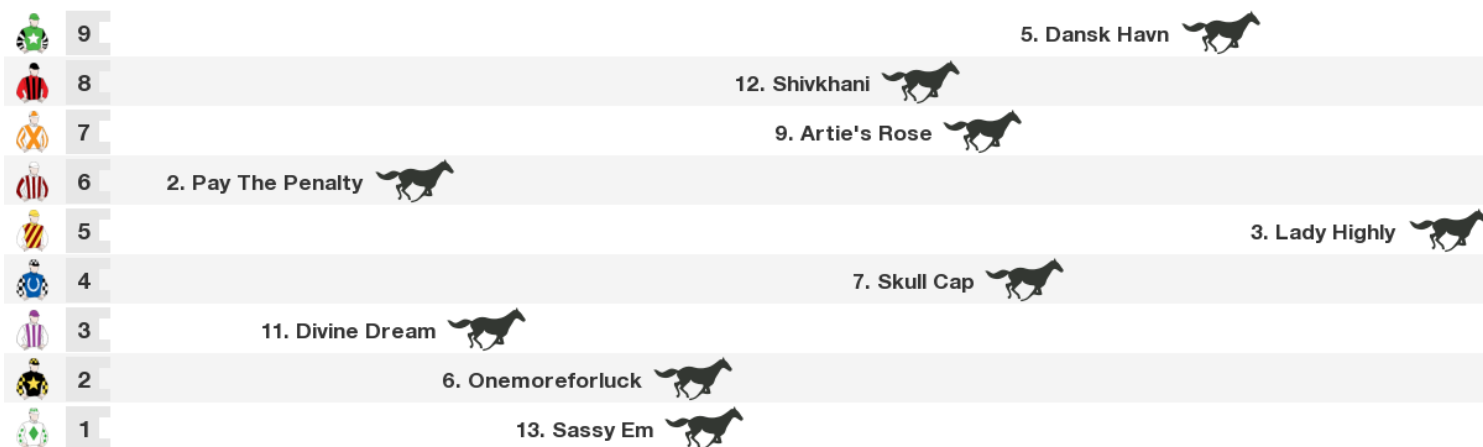 9 5. Dansk Havn
8 12. Shivkhani
7 9. Artie's Rose
6 2. Pay The Penalty
5 3. Lady Highly
4 7. Skull Cap
3 11. Divine Dream
2 6. Onemoreforluck
1 13. Sassy Em